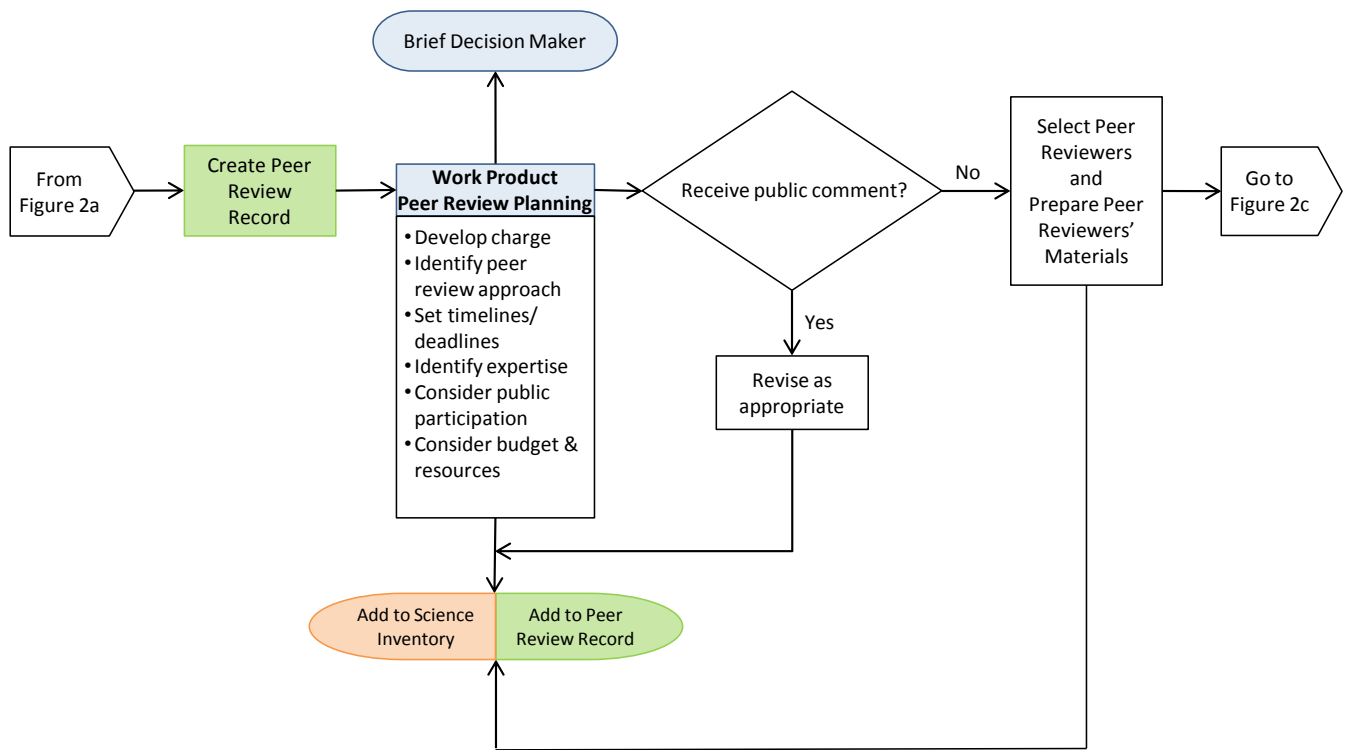 Brief Decision Maker
From
Figure 2a
Create Peer
Review
Record
Work Product
Peer Review Planning
• Develop charge
• Identify peer
review approach
• Set timelines/
deadlines
• Identify expertise
• Consider public
participation
• Consider budget &
resources
Receive public comment?
No
Yes
Revise as
appropriate
Select Peer
Reviewers
and
Prepare Peer
Reviewers’
Materials
Go to
Figure 2c
Add to Science
Inventory
Add to Peer
Review Record